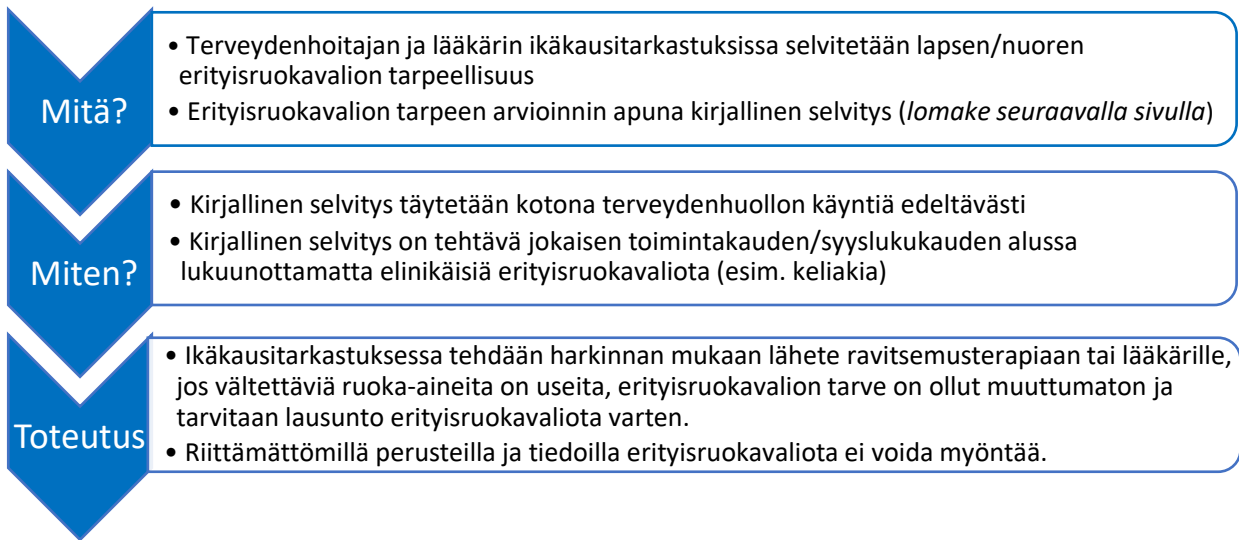 Mitä?
• Terveydenhoitajan ja lääkärin ikäkausitarkastuksissa selvitetään lapsen/nuoren
erityisruokavalion tarpeellisuus
• Erityisruokavalion tarpeen arvioinnin apuna kirjallinen selvitys (lomake seuraavalla sivulla)
Miten?
• Kirjallinen selvitys täytetään kotona terveydenhuollon käyntiä edeltävästi
• Kirjallinen selvitys on tehtävä jokaisen toimintakauden/syyslukukauden alussa
lukuunottamatta elinikäisiä erityisruokavaliota (esim. keliakia)
Toteutus
• Ikäkausitarkastuksessa tehdään harkinnan mukaan lähete ravitsemusterapiaan tai lääkärille,
jos vältettäviä ruoka-aineita on useita, erityisruokavalion tarve on ollut muuttumaton ja
tarvitaan lausunto erityisruokavaliota varten.
• Riittämättömillä perusteilla ja tiedoilla erityisruokavaliota ei voida myöntää.